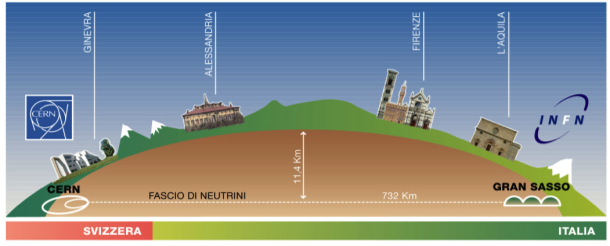 GINEVRA
ALESSANDRIA
FIRENZE
L'AQUILA
CERN
INFN
11,4 Km
CERN
FASCIO DI NEUTRINI
732 Km
GRAN SASSO
SVIZZERA
ITALIA